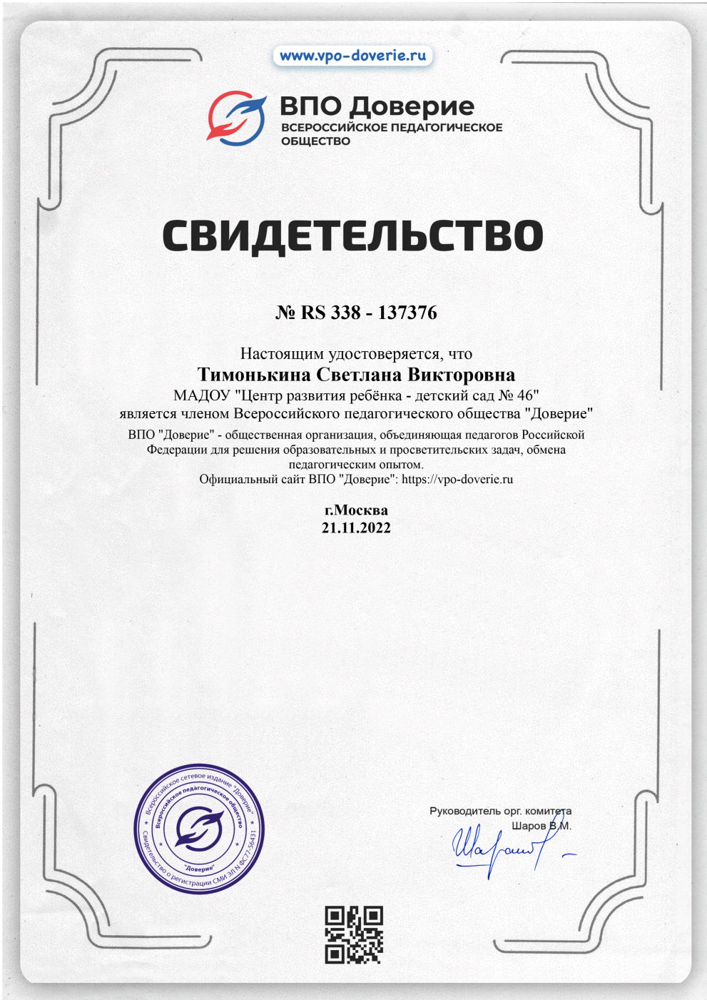 www.vpo-doverie.ru
ВПО Доверие
ВСЕРОССИЙСКОЕ ПЕДАГОГИЧЕСКОЕ
ОБЩЕСТВО
СВИДЕТЕЛЬСТВО
№ RS 338 - 137376
Настоящим удостоверяется, что
Тимонькина Светлана Викторовна
МАДОУ "Центр развития ребёнка - детский сад № 46"
является членом Всероссийского педагогического общества "Доверие"
ВПО "Доверие" - общественная организация, объединяющая педагогов Российской
Федерации для решения образовательных и просветительских задач, обмена
педагогическим опытом.
Официальный сайт ВПО "Доверие": https://vpo-doverie.ru
г.Москва
21.11.2022
Всероссийское сетевое издание "Доверие"
Свидетельство о регистрации СМИ ЭЛ N ФС77-56431
Всероссийское педагогическое общество
"Доверие"
Руководитель орг. комитета
Шаров В.М.